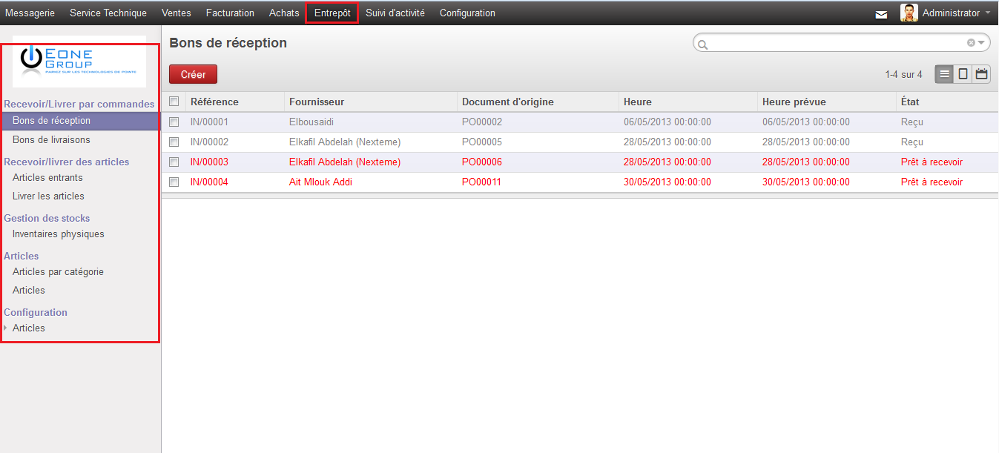 Messagerie Service Technique Ventes Facturation Achats Entrepôt Suivi d'activité Configuration Administrator
EONE
GROUP
PARIEZ SUR LES TECHNOLOGIES DE POINTE
Recevoir/Livrer par commandes
Bons de réception
Bons de livraisons
Recevoir/livrer des articles
Articles entrants
Livrer les articles
Gestion des stocks
Inventaires physiques
Articles
Articles par catégorie
Articles
Configuration
Articles
Bons de réception
Créer 1-4 sur 4
Référence Fournisseur Document d'origine Heure Heure prévue État
IN/00001 Elbousaidi PO00002 06/05/2013 00:00:00 06/05/2013 00:00:00 Reçu
IN/00002 Elkafil Abdelah (Nexteme) PO00005 28/05/2013 00:00:00 28/05/2013 00:00:00 Reçu
IN/00003 Elkafil Abdelah (Nexteme) PO00006 28/05/2013 00:00:00 28/05/2013 00:00:00 Prêt à recevoir
IN/00004 Ait Mlouk Addi PO00011 30/05/2013 00:00:00 30/05/2013 00:00:00 Prêt à recevoir